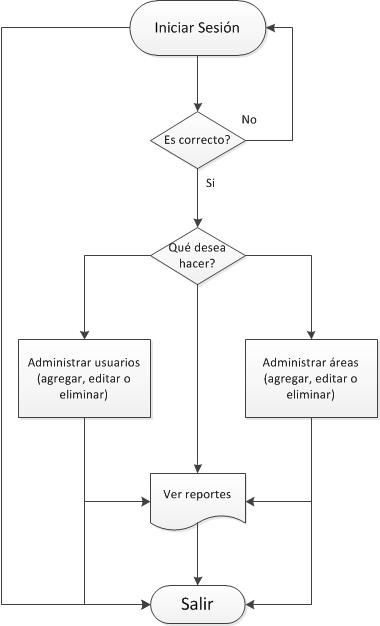 Iniciar Sesión
No
Es correcto?
Si
Qué desea
hacer?
Administrar usuarios
(agregar, editar o
eliminar)
Administrar áreas
(agregar, editar o
eliminar)
Ver reportes
Salir